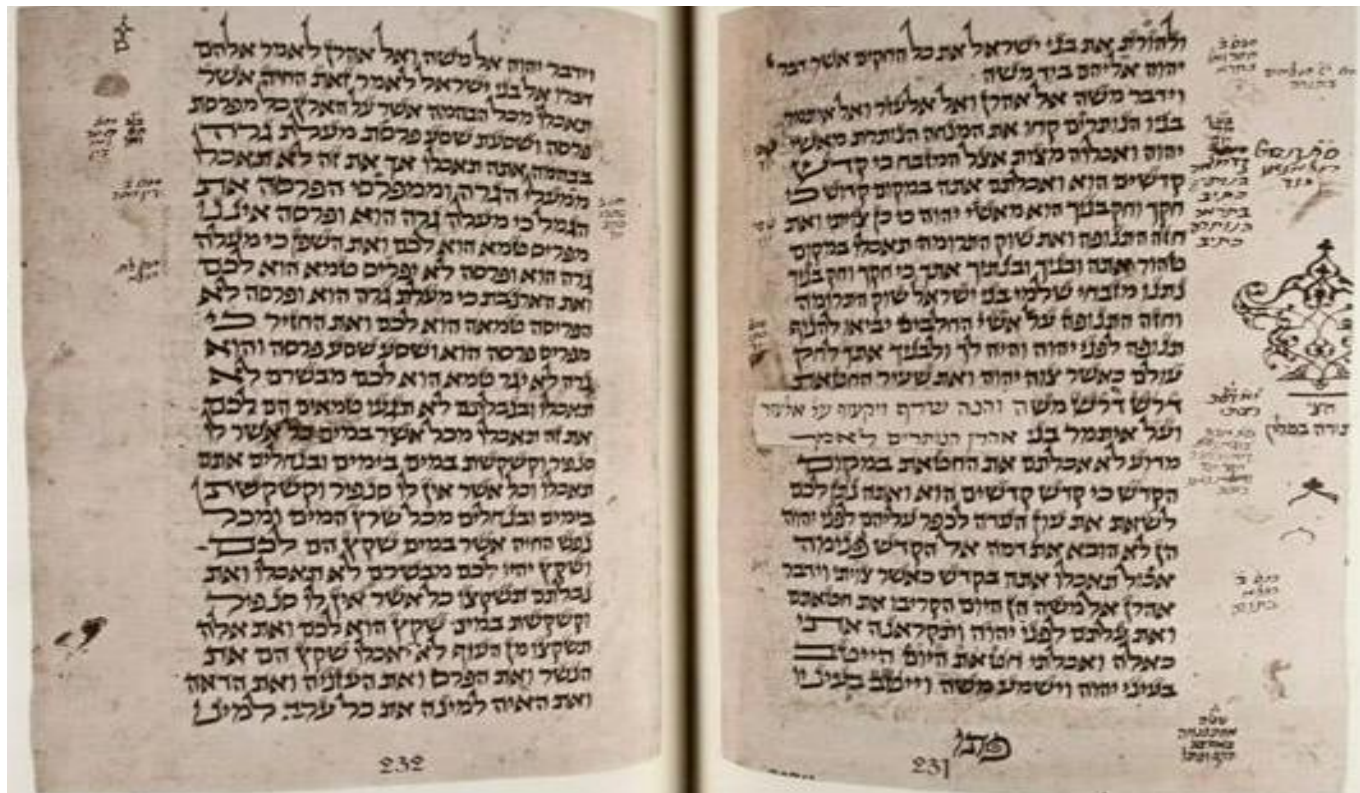 ולהורת את בני ישראל את כל החקים אשר דבר
יהוה אליהם ביד משה
וידבר משה אל אהרן ואל אלעזר ואל איתמר
בניו הנותרים קחו את המנחה הנותרת מאשי
יהוה ואכלוה מצות אצל המזבח כי קדש
קדשים הוא ואכלתם אתה במקום קדוש כי
חקך וחק בניך הוא מאשי יהוה כי כן צויתי ואת
חזה התנופה ואת שוק התרומה תאכלו במקום
טהור אתה ובניך ובנתיך אתך כי חקך וחק בניך
נתנו מזבחי שלמי בני ישראל שוק התרומה
וחזה התנופה על אשי החלבים יביאו להניף
תנופה לפני יהוה והיה לך ולבניך אתך לחק
עולם כאשר צוה יהוה ואת שעיר החטאת
דרש דרש משה והנה שורף ויקצוף על אלעזר
ועל איתמר בני אהרן הנותרים לאמר
מדוע לא אכלתם את החטאת במקום
הקדש כי קדש קדשים הוא ואתה נתן לכם
לשאת את עון העדה לכפר עליהם לפני יהוה
הן לא הובא את דמה אל הקדש פנימה
אכול תאכלו אתה בקדש כאשר צויתי וידבר
אהרן אל משה הן היום הקריבו את חטאתם
ואת עלתם לפני יהוה ותקראנה אתי
כאלה ואכלתי חטאת היום הייטב
בעיני יהוה וישמע משה וייטב בעיניו
חצי
תורה
231
וידבר יהוה אל משה ואל אהרן לאמר אלהם
דברו אל בני ישראל לאמר זאת החיה אשר
תאכלו מכל הבהמה אשר על הארץ כל מפרסת
פרסה ושסעת שסע פרסת מעלת גרה
בבהמה אתה תאכלו אך את זה לא תאכלו
ממעלי הגרה וממפרסי הפרסה את
הגמל כי מעלה גרה הוא ופרסה איננו
מפריס טמא הוא לכם ואת השפן כי מעלה
גרה הוא ופרסה לא יפריס טמא הוא לכם
ואת הארנבת כי מעלת גרה הוא ופרסה לא
הפריסה טמאה הוא לכם ואת החזיר כי
מפריס פרסה הוא ושסע שסע פרסה והוא
גרה לא יגר טמא הוא לכם מבשרם לא
תאכלו ובנבלתם לא תגעו טמאים הם לכם
את זה תאכלו מכל אשר במים כל אשר לו
סנפיר וקשקשת במים בימים ובנחלים אתם
תאכלו וכל אשר אין לו סנפיר וקשקשת
בימים ובנחלים מכל שרץ המים ומכל
נפש החיה אשר במים שקץ הם לכם
ושקץ יהיו לכם מבשרם לא תאכלו ואת
נבלתם תשקצו כל אשר אין לו סנפיר
וקשקשת במים שקץ הוא לכם ואת אלה
תשקצו מן העוף לא יאכלו שקץ הם את
הנשר ואת הפרס ואת העזניה ואת הדאה
ואת האיה למינה את כל ערב למינו
232